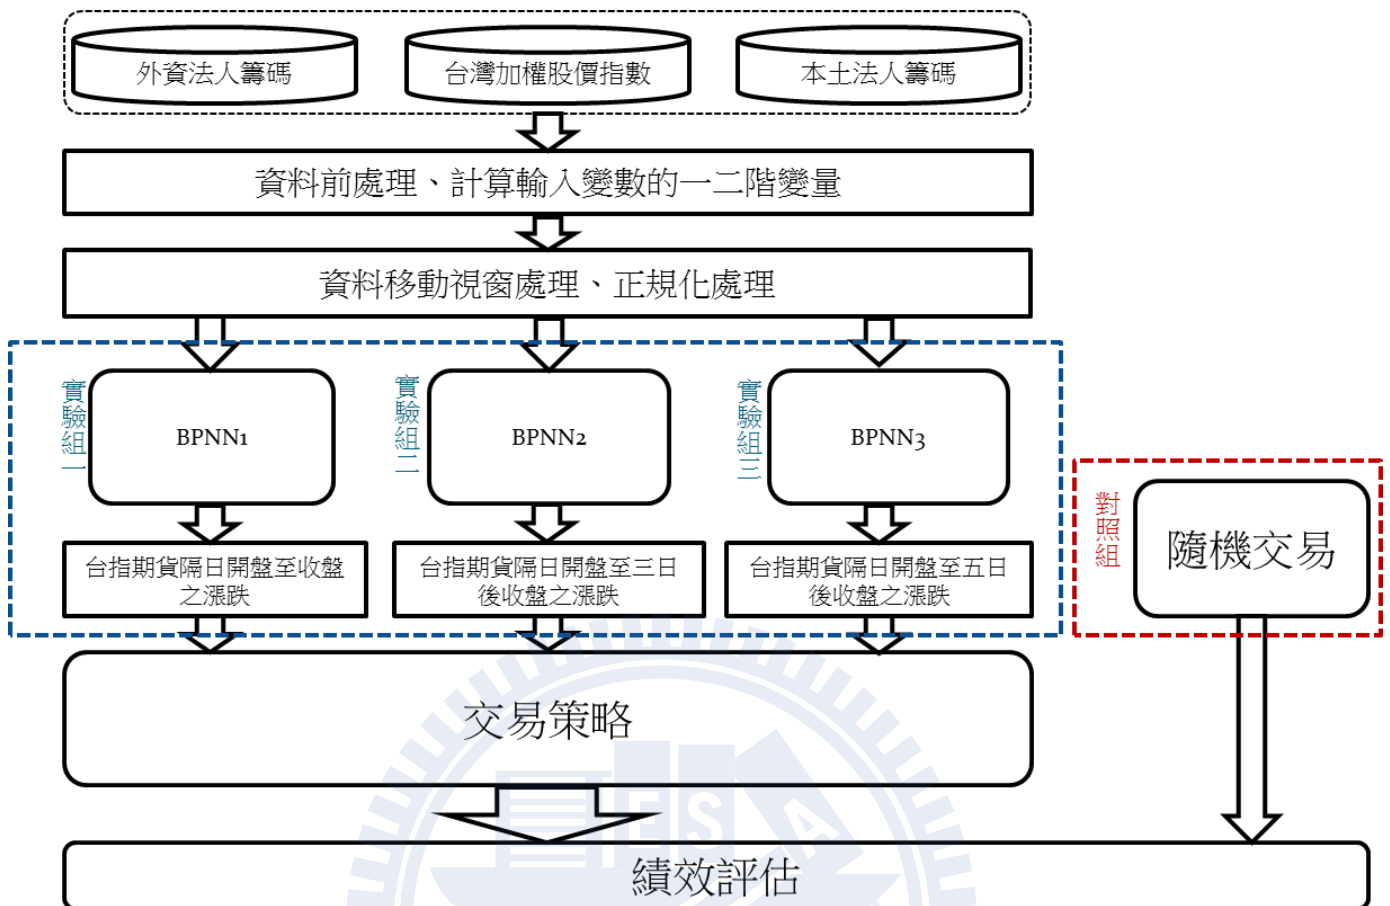 外資法人籌碼
台灣加權股價指數
本土法人籌碼
資料前處理、計算輸入變數的一二階變量
資料移動視窗處理、正規化處理
實驗組一
BPNN1
實驗組二
BPNN2
實驗組三
BPNN3
對照組
隨機交易
台指期貨隔日開盤至收盤
之漲跌
台指期貨隔日開盤至三日
後收盤之漲跌
台指期貨隔日開盤至五日
後收盤之漲跌
交易策略
ESA
績效評估